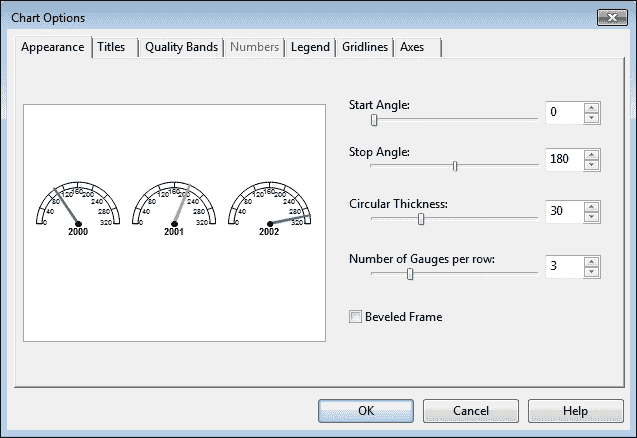 Chart Options
Appearance Titles Quality Bands Numbers Legend Gridlines Axes
Start Angle:
0
Stop Angle:
180
Circular Thickness:
30
Number of Gauges per row:
3
Beveled Frame
0 40 80 120 160 200 240 280 320
2000
0 40 80 120 160 200 240 280 320
2001
0 40 80 120 160 200 240 280 320
2002
OK Cancel Help